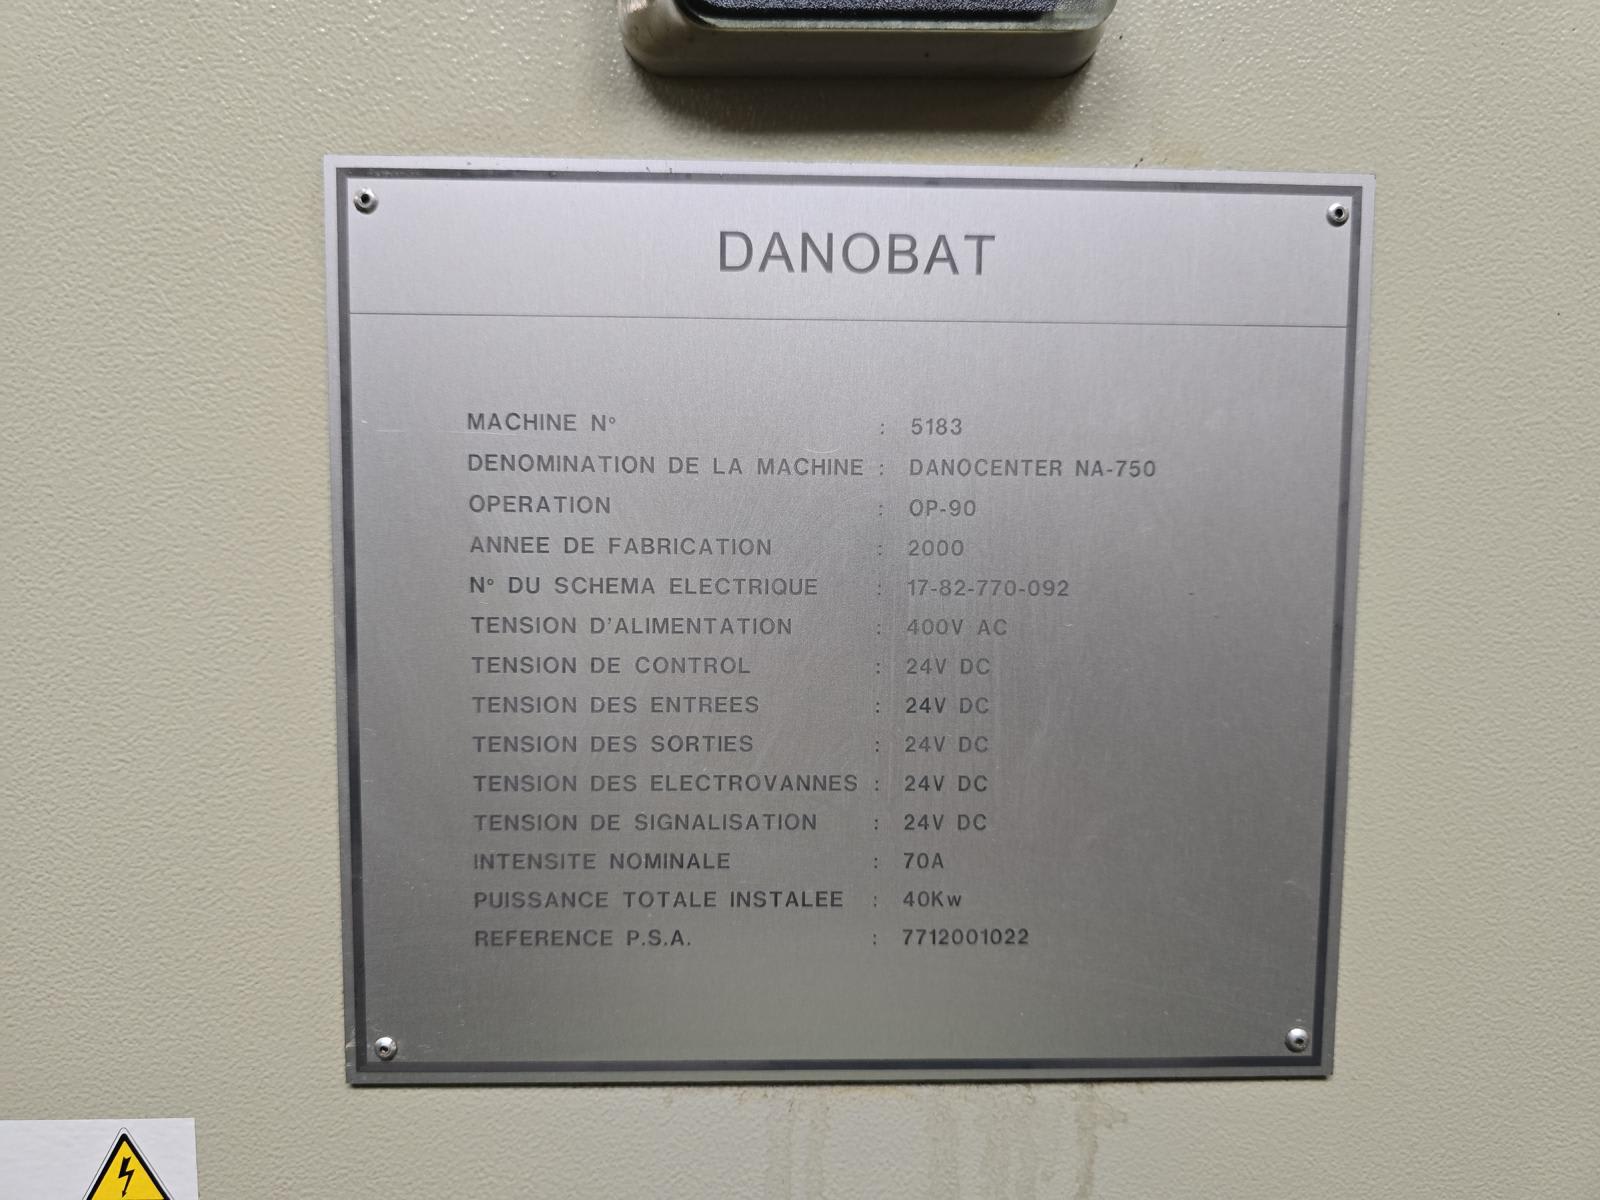 DANOBAT
MACHINE N° : 5183
DENOMINATION DE LA MACHINE : DANOCENTER NA-750
OPERATION : OP-90
ANNEE DE FABRICATION : 2000
N° DU SCHEMA ELECTRIQUE : 17-82-770-092
TENSION D'ALIMENTATION : 400V AC
TENSION DE CONTROL : 24V DC
TENSION DES ENTREES : 24V DC
TENSION DES SORTIES : 24V DC
TENSION DES ELECTROVANNES : 24V DC
TENSION DE SIGNALISATION : 24V DC
INTENSITE NOMINALE : 70A
PUISSANCE TOTALE INSTALEE : 40Kw
REFERENCE P.S.A. : 7712001022